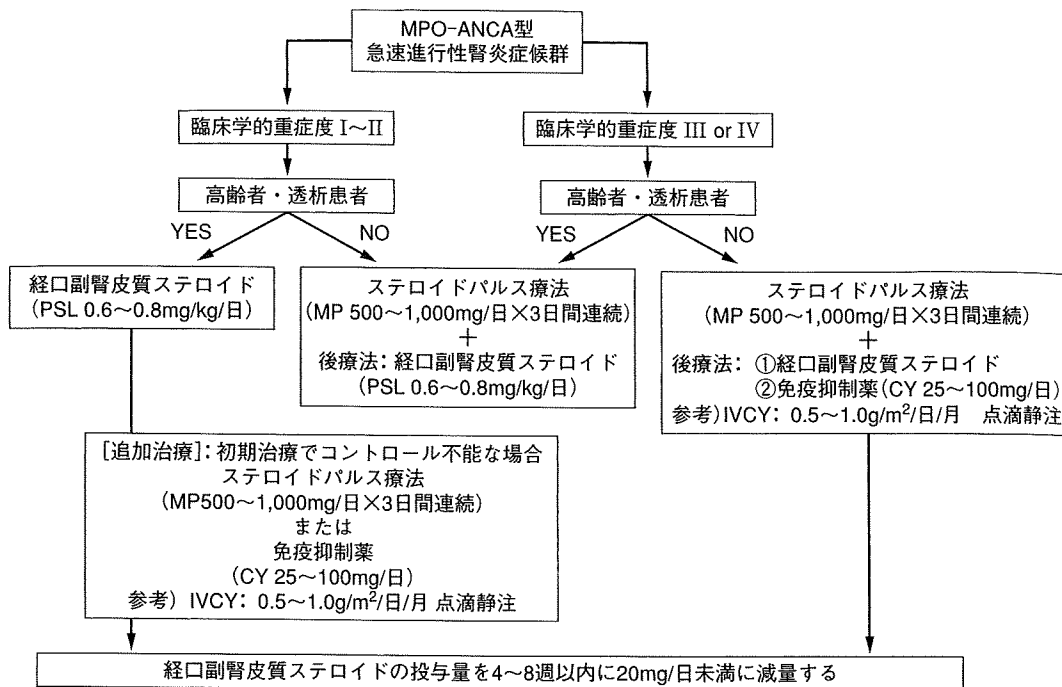 MPO-ANCA型
急速進行性腎炎症候群
臨床学的重症度 I～II
臨床学的重症度 III or IV
高齢者・透析患者
高齢者・透析患者
YES
NO
YES
NO
経口副腎皮質ステロイド
(PSL 0.6～0.8mg/kg/日)
ステロイドパルス療法
(MP 500～1,000mg/日×3日間連続)
+
後療法：経口副腎皮質ステロイド
(PSL 0.6～0.8mg/kg/日)
ステロイドパルス療法
(MP 500～1,000mg/日×3日間連続)
+
後療法：①経口副腎皮質ステロイド
②免疫抑制薬(CY 25～100mg/日)
参考)IVCY：0.5～1.0g/m²/日/月 点滴静注
[追加治療]：初期治療でコントロール不能な場合
ステロイドパルス療法
(MP500～1,000mg/日×3日間連続)
または
免疫抑制薬
(CY 25～100mg/日)
参考) IVCY：0.5～1.0g/m²/日/月 点滴静注
経口副腎皮質ステロイドの投与量を4～8週以内に20mg/日未満に減量する